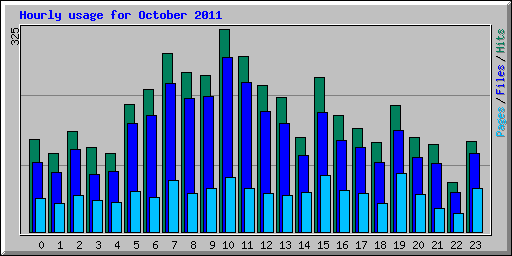 Hourly usage for October 2011
325
Pages/Files/Hits
0 1 2 3 4 5 6 7 8 9 10 11 12 13 14 15 16 17 18 19 20 21 22 23